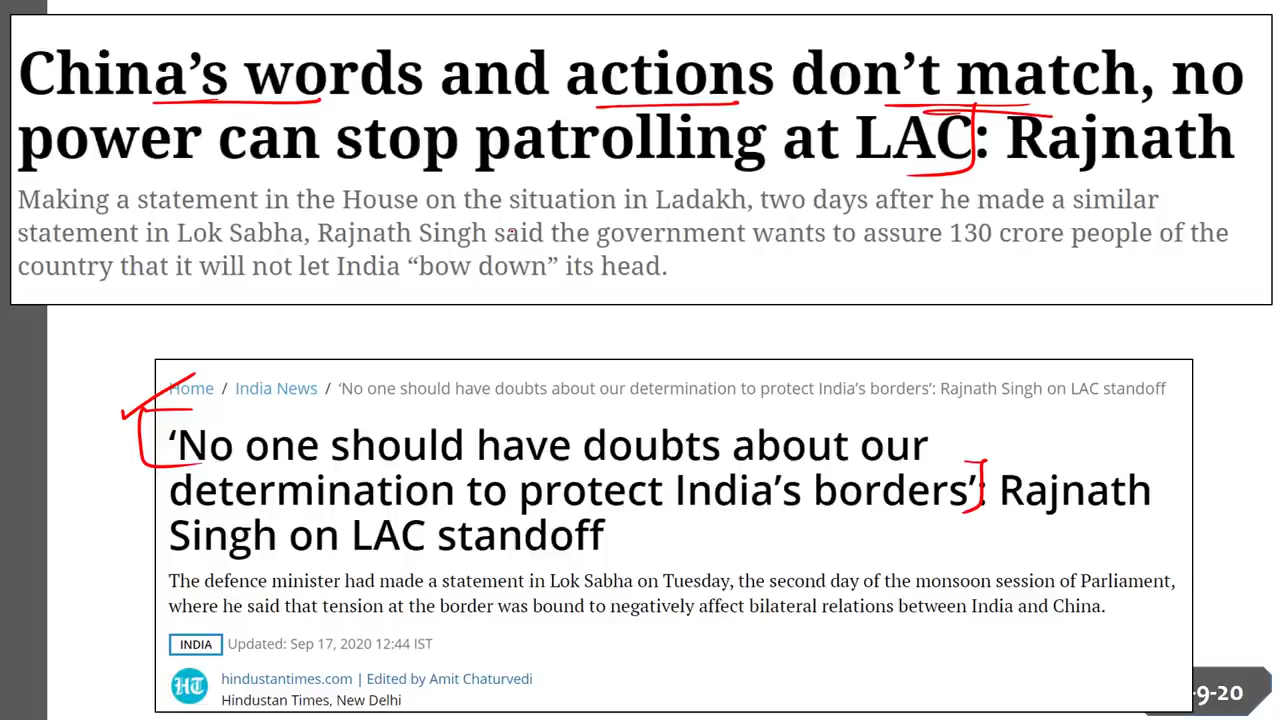 China’s words and actions don’t match, no
power can stop patrolling at LAC: Rajnath
Making a statement in the House on the situation in Ladakh, two days after he made a similar
statement in Lok Sabha, Rajnath Singh said the government wants to assure 130 crore people of the
country that it will not let India “bow down” its head.
Home / India News / ‘No one should have doubts about our determination to protect India’s borders’: Rajnath Singh on LAC standoff
‘No one should have doubts about our
determination to protect India’s borders’: Rajnath
Singh on LAC standoff
The defence minister had made a statement in Lok Sabha on Tuesday, the second day of the monsoon session of Parliament,
where he said that tension at the border was bound to negatively affect bilateral relations between India and China.
INDIA Updated: Sep 17, 2020 12:44 IST
HT hindustantimes.com | Edited by Amit Chaturvedi
Hindustan Times, New Delhi
-9-20